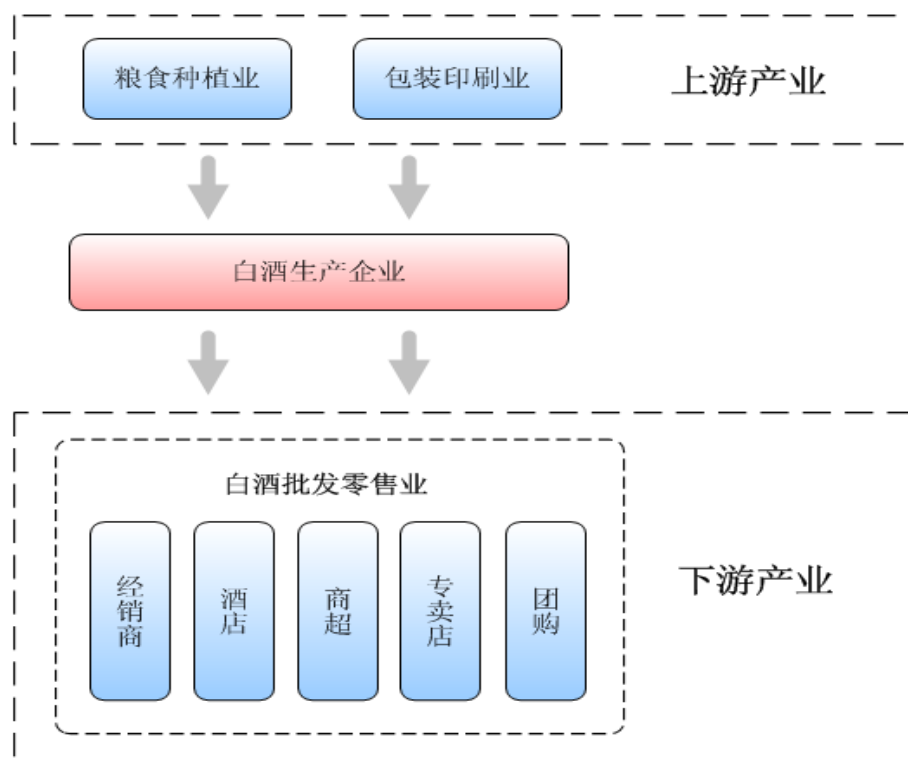 粮食种植业
包装印刷业
上游产业
白酒生产企业
白酒批发零售业
经销商
酒店
商超
专卖店
团购
下游产业